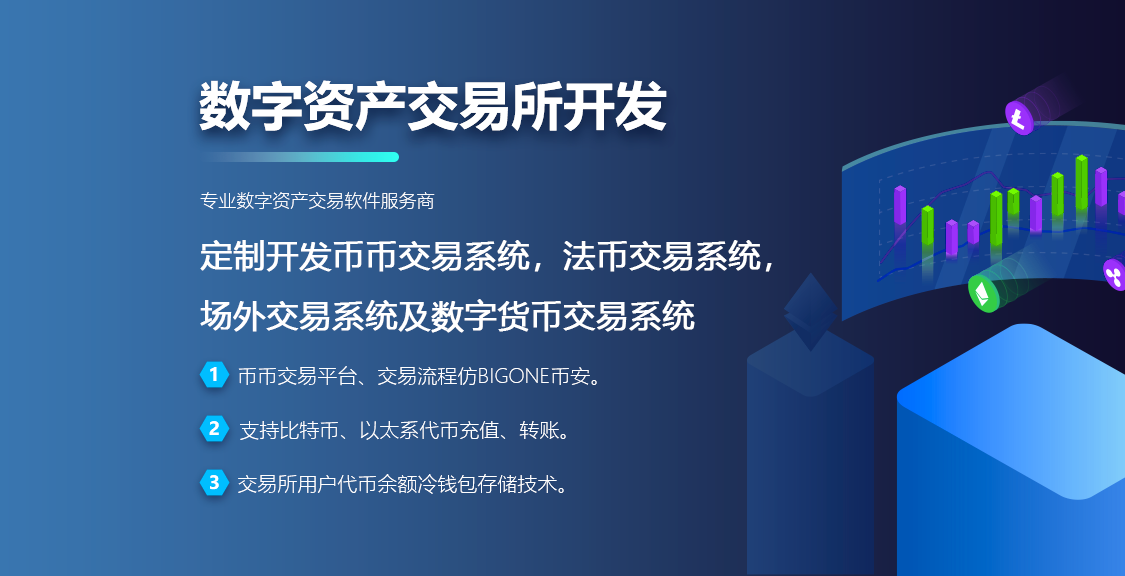 数字资产交易所开发
专业数字资产交易软件服务商
定制开发币币交易系统，法币交易系统，
场外交易系统及数字货币交易系统
1 币币交易平台、交易流程仿BIGONE币安。
2 支持比特币、以太系代币充值、转账。
3 交易所用户代币余额冷钱包存储技术。